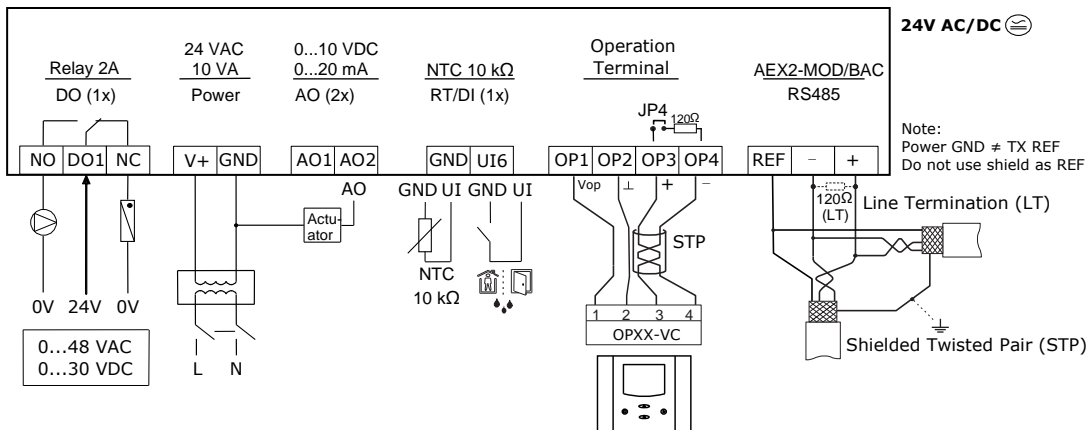 24V AC/DC
24 VAC
10 VA
Power
0...10 VDC
0...20 mA
AO (2x)
Relay 2A
DO (1x)
NTC 10 kΩ
RT/DI (1x)
Operation
Terminal
AEX2-MOD/BAC
RS485
JP4
120Ω
Note:
Power GND ≠ TX REF
Do not use shield as REF
NO DO1 NC
V+ GND
AO1 AO2
GND UI6
OP1 OP2 OP3 OP4
REF − +
AO
GND UI GND UI
Vop ⊥ + −
120Ω
(LT)
Line Termination (LT)
Actu-
ator
STP
NTC
10 kΩ
0V 24V 0V
1 2 3 4
OPXX-VC
Shielded Twisted Pair (STP)
0...48 VAC
0...30 VDC
L N